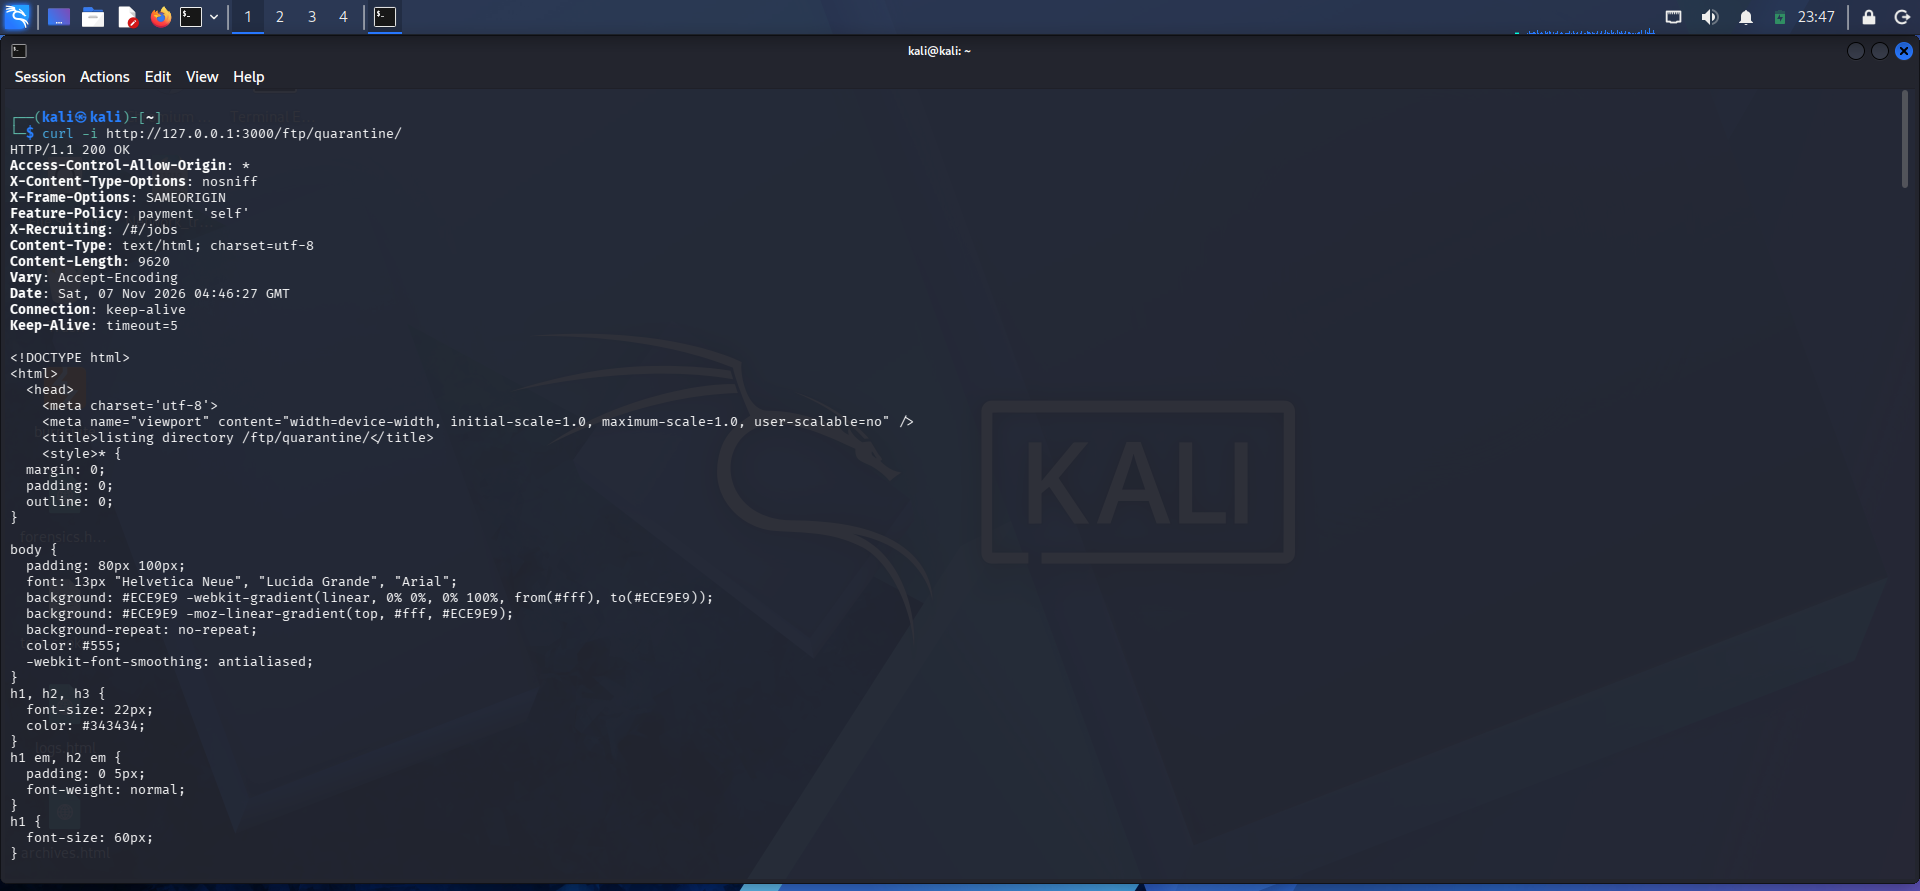 1 2 3 4
23:47
kali@kali: ~
Session Actions Edit View Help
┌──(kali㉿kali)-[~]
└─$ curl -i http://127.0.0.1:3000/ftp/quarantine/
HTTP/1.1 200 OK
Access-Control-Allow-Origin: *
X-Content-Type-Options: nosniff
X-Frame-Options: SAMEORIGIN
Feature-Policy: payment 'self'
X-Recruiting: /#/jobs
Content-Type: text/html; charset=utf-8
Content-Length: 9620
Vary: Accept-Encoding
Date: Sat, 07 Nov 2026 04:46:27 GMT
Connection: keep-alive
Keep-Alive: timeout=5
<!DOCTYPE html>
<html>
<head>
<meta charset='utf-8'>
<meta name="viewport" content="width=device-width, initial-scale=1.0, maximum-scale=1.0, user-scalable=no" />
<title>listing directory /ftp/quarantine/</title>
<style>* {
margin: 0;
padding: 0;
outline: 0;
}
forensics.h...
body {
padding: 80px 100px;
font: 13px "Helvetica Neue", "Lucida Grande", "Arial";
background: #ECE9E9 -webkit-gradient(linear, 0% 0%, 0% 100%, from(#fff), to(#ECE9E9));
background: #ECE9E9 -moz-linear-gradient(top, #fff, #ECE9E9);
background-repeat: no-repeat;
color: #555;
-webkit-font-smoothing: antialiased;
}
h1, h2, h3 {
font-size: 22px;
color: #343434;
}
logs.html
h1 em, h2 em {
padding: 0 5px;
font-weight: normal;
}
h1 {
font-size: 60px;
}
archives.html
KALI